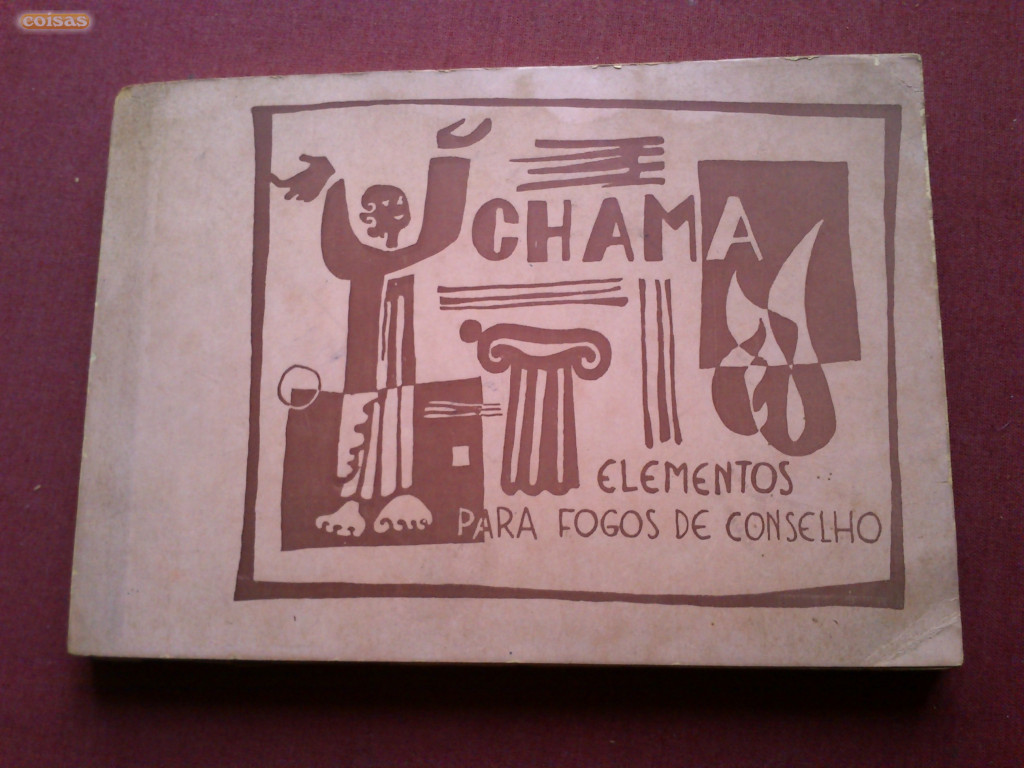 coisas
CHAMA
ELEMENTOS
PARA FOGOS DE CONSELHO